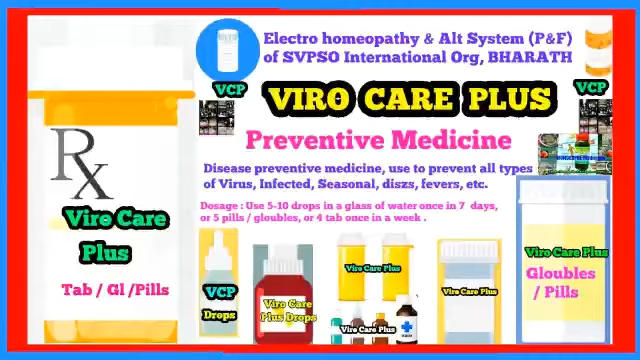 Electro homeopathy & Alt System (P&F)
of SVPSO International Org, BHARATH
VCP
VCP
VIRO CARE PLUS
Preventive Medicine
Disease preventive medicine, use to prevent all types
of Virus, Infected, Seasonal, diszs, fevers, etc.
Dosage : Use 5-10 drops in a glass of water once in 7 days,
or 5 pills / gloubles, or 4 tab once in a week .
Rx
Viro Care
Plus
Tab / Gl /Pills
VCP
Drops
Viro Care
Plus Drops
Viro Care Plus
Viro Care Plus
Viro Care Plus
Viro Care Plus
Gloubles
/ Pills